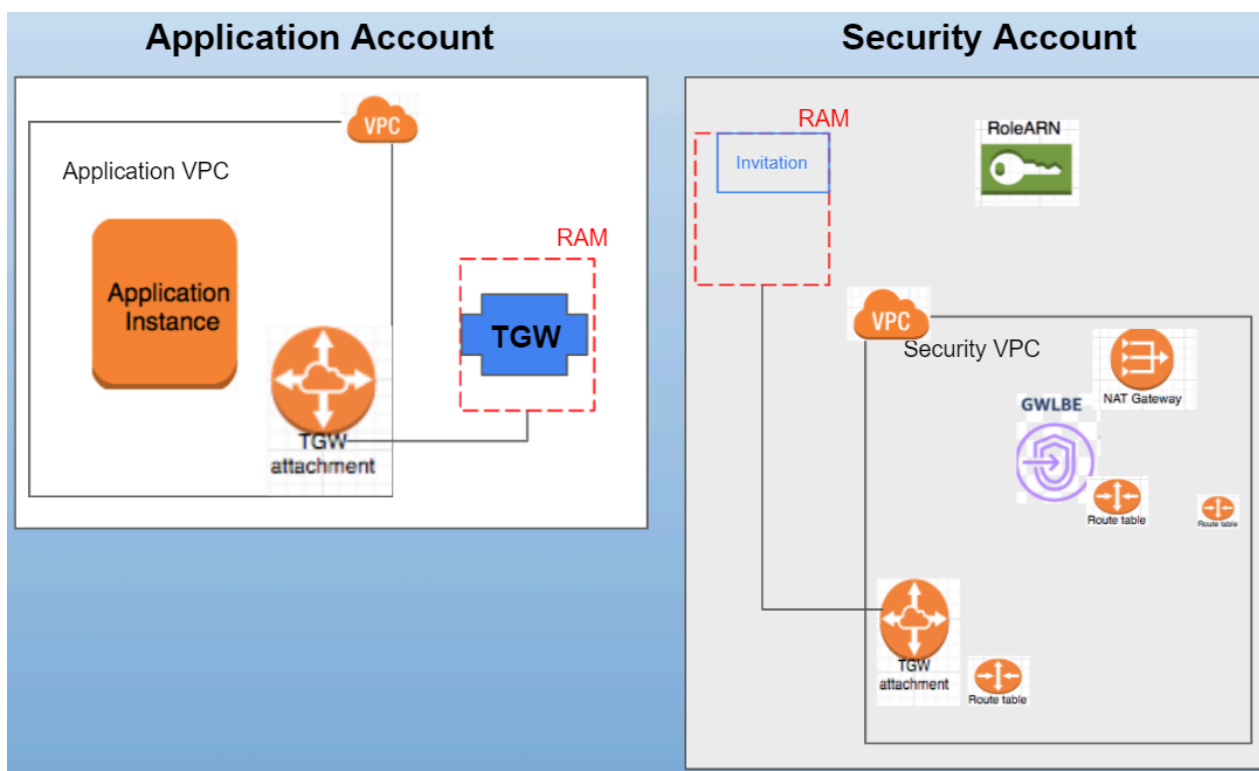 Application Account
VPC
Application VPC
Application
Instance
RAM
TGW
TGW
attachment
Security Account
RAM
Invitation
RoleARN
VPC
Security VPC
NAT Gateway
GWLBE
Route table
Route table
TGW
attachment
Route table